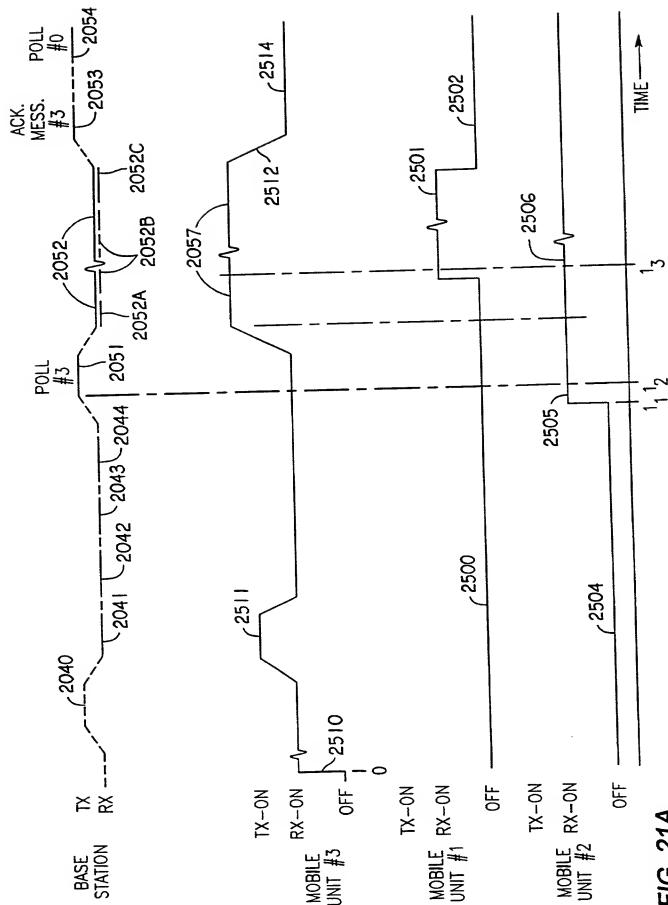 BASE
STATION
TX
RX
2040
2041
2042
2043
2044
POLL
#3
2051
2052
2052A
2052B
2052C
ACK.
MESS.
#3
2053
POLL
#0
2054
MOBILE
UNIT #3
TX-ON
RX-ON
OFF
2510
1
0
2511
2057
2512
2514
MOBILE
UNIT #1
TX-ON
RX-ON
OFF
2500
2501
2502
MOBILE
UNIT #2
TX-ON
RX-ON
OFF
2504
2505
2506
1
1
1
2
1
3
TIME
FIG. 21A